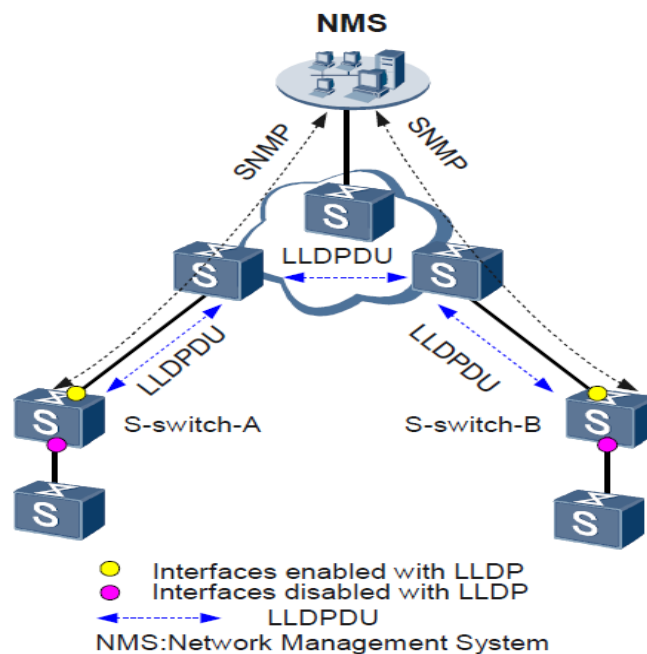 NMS
SNMP
SNMP
S
LLDPDU
S
S
LLDPDU
LLDPDU
S
S-switch-A
S-switch-B
S
S
S
Interfaces enabled with LLDP
Interfaces disabled with LLDP
LLDPDU
NMS:Network Management System